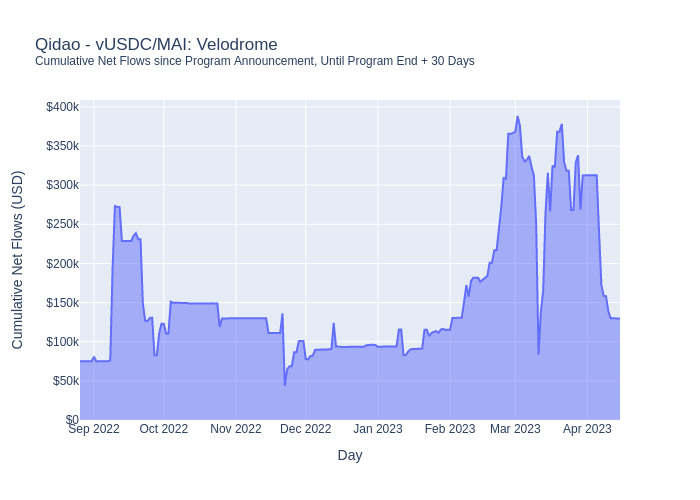 Qidao - vUSDC/MAI: Velodrome
Cumulative Net Flows since Program Announcement, Until Program End + 30 Days
$400k
$350k
$300k
$250k
$200k
$150k
$100k
$50k
$0
Cumulative Net Flows (USD)
Sep 2022 Oct 2022 Nov 2022 Dec 2022 Jan 2023 Feb 2023 Mar 2023 Apr 2023
Day